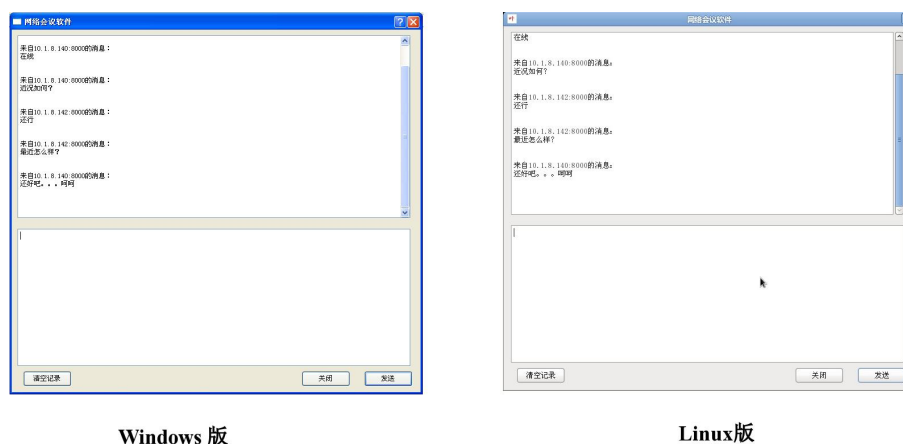 网络会议软件
来自10.1.8.140:8000的消息：
在线
来自10.1.8.140:8000的消息：
近况如何？
来自10.1.8.142:8000的消息：
还行
来自10.1.8.142:8000的消息：
最近怎么样？
来自10.1.8.140:8000的消息：
还好吧。。。呵呵
清空记录
关闭
发送
Windows 版
网络会议软件
在线
来自10.1.8.140:8000的消息：
近况如何？
来自10.1.8.142:8000的消息：
还行
来自10.1.8.142:8000的消息：
最近怎么样？
来自10.1.8.140:8000的消息：
还好吧。。。呵呵
清空记录
关闭
发送
Linux版